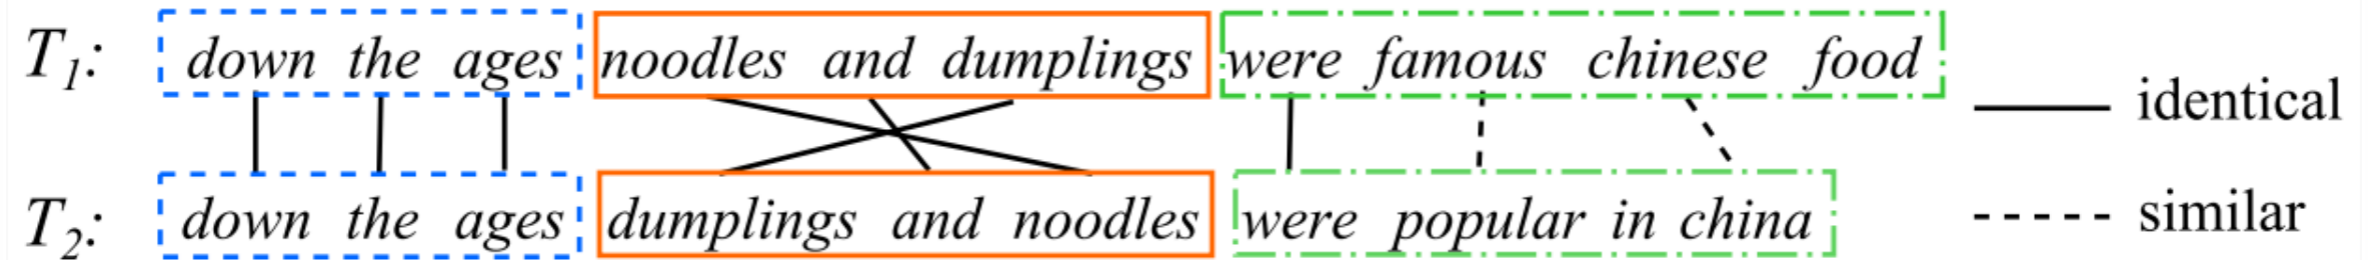 T1: down the ages noodles and dumplings were famous chinese food
identical
T2: down the ages dumplings and noodles were popular in china
similar